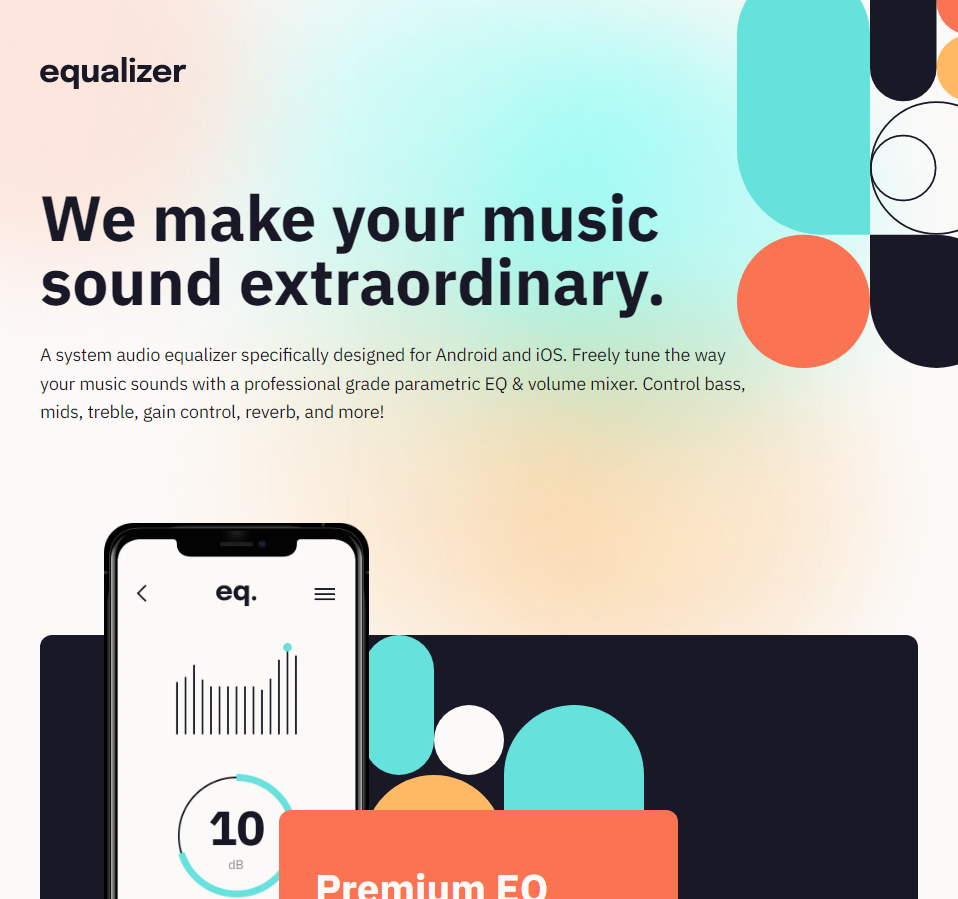 equalizer
We make your music
sound extraordinary.
A system audio equalizer specifically designed for Android and iOS. Freely tune the way
your music sounds with a professional grade parametric EQ & volume mixer. Control bass,
mids, treble, gain control, reverb, and more!
eq.
10
dB
Premium EQ